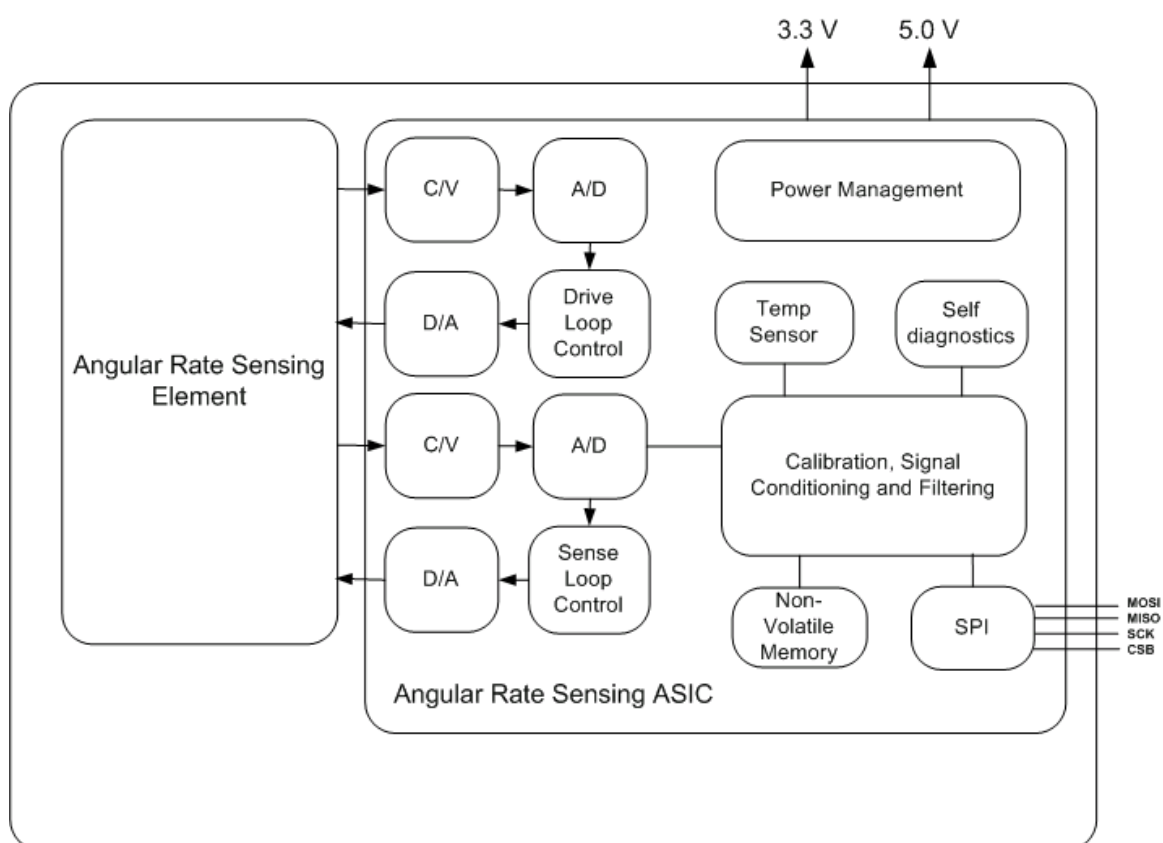 3.3 V
5.0 V
C/V
A/D
Power Management
D/A
Drive
Loop
Control
Temp
Sensor
Self
diagnostics
Angular Rate Sensing
Element
C/V
A/D
Calibration, Signal
Conditioning and Filtering
D/A
Sense
Loop
Control
Non-
Volatile
Memory
SPI
MOSI
MISO
SCK
CSB
Angular Rate Sensing ASIC